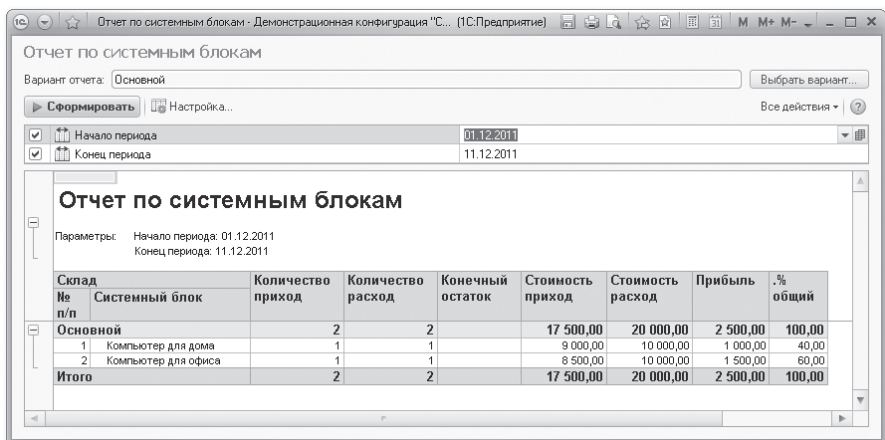 Отчет по системным блокам - Демонстрационная конфигурация "С... (1С:Предприятие) M M+ M-
Отчет по системным блокам
Вариант отчета: Основной Выбрать вариант...
Сформировать Настройка... Все действия
Начало периода 01.12.2011
Конец периода 11.12.2011
Отчет по системным блокам
Параметры: Начало периода: 01.12.2011
Конец периода: 11.12.2011
Склад Количество Количество Конечный Стоимость Стоимость Прибыль .%
№ Системный блок приход расход остаток приход расход общий
п/п
Основной 2 2 17 500,00 20 000,00 2 500,00 100,00
1 Компьютер для дома 1 1 9 000,00 10 000,00 1 000,00 40,00
2 Компьютер для офиса 1 1 8 500,00 10 000,00 1 500,00 60,00
Итого 2 2 17 500,00 20 000,00 2 500,00 100,00